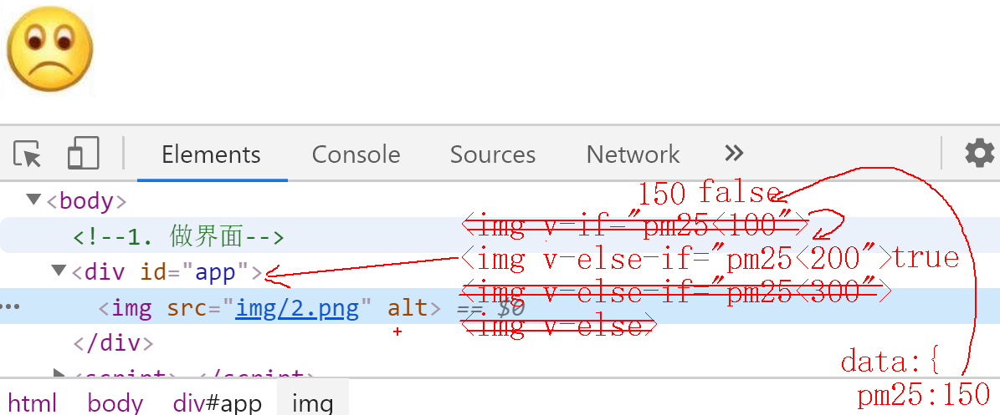 Elements Console Sources Network »
▼<body>
150 false
<!--1. 做界面-->
<img v-if="pm25<100">
▼<div id="app">
<img v-else-if="pm25<200">true
<img v-else-if="pm25<300">
<img src="img/2.png" alt> == $0
<img v-else>
</div>
data:{
<script> </script>
pm25:150
html body div#app img